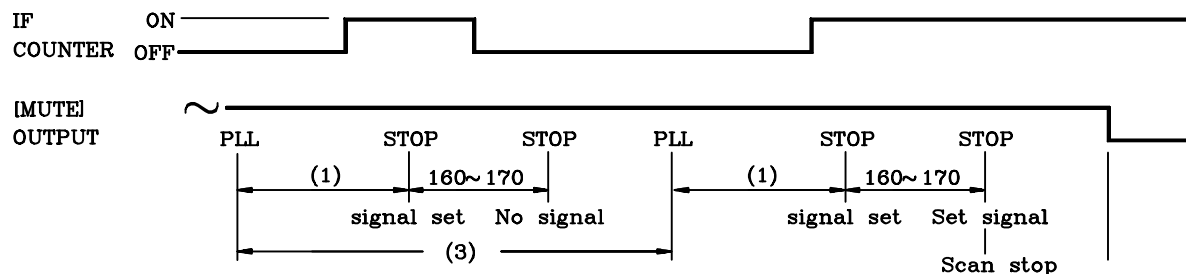 IF ON
COUNTER OFF
[MUTE]
OUTPUT
PLL STOP STOP PLL STOP STOP
(1) 160~170 (1) 160~170
signal set No signal signal set Set signal
(3)
Scan stop